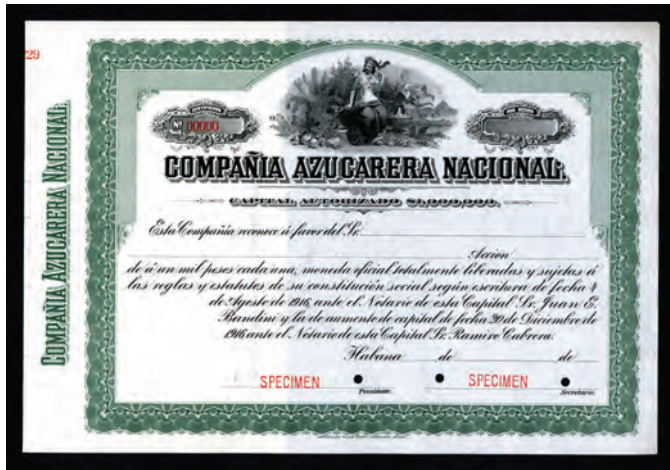 29
COMPAÑIA AZUCARERA NACIONAL.
Nº 00000
COMPAÑIA AZUCARERA NACIONAL.
CAPITAL AUTORIZADO $1,000,000.
Esta Compañia reconoce á favor del Sr.
Acción
de á un mil pesos cada una, moneda oficial totalmente liberadas y sujetas á
las reglas y estatutos de su constitución social según escritura de fecha 4
de Agosto de 1916, ante el Notario de esta Capital Sr. Juan E.
Bandini y la de aumento de capital de fecha 20 de Diciembre de
1916 ante el Notario de esta Capital Sr. Ramiro Cabrera.
Habana de de
SPECIMEN SPECIMEN
Presidente. Secretario.